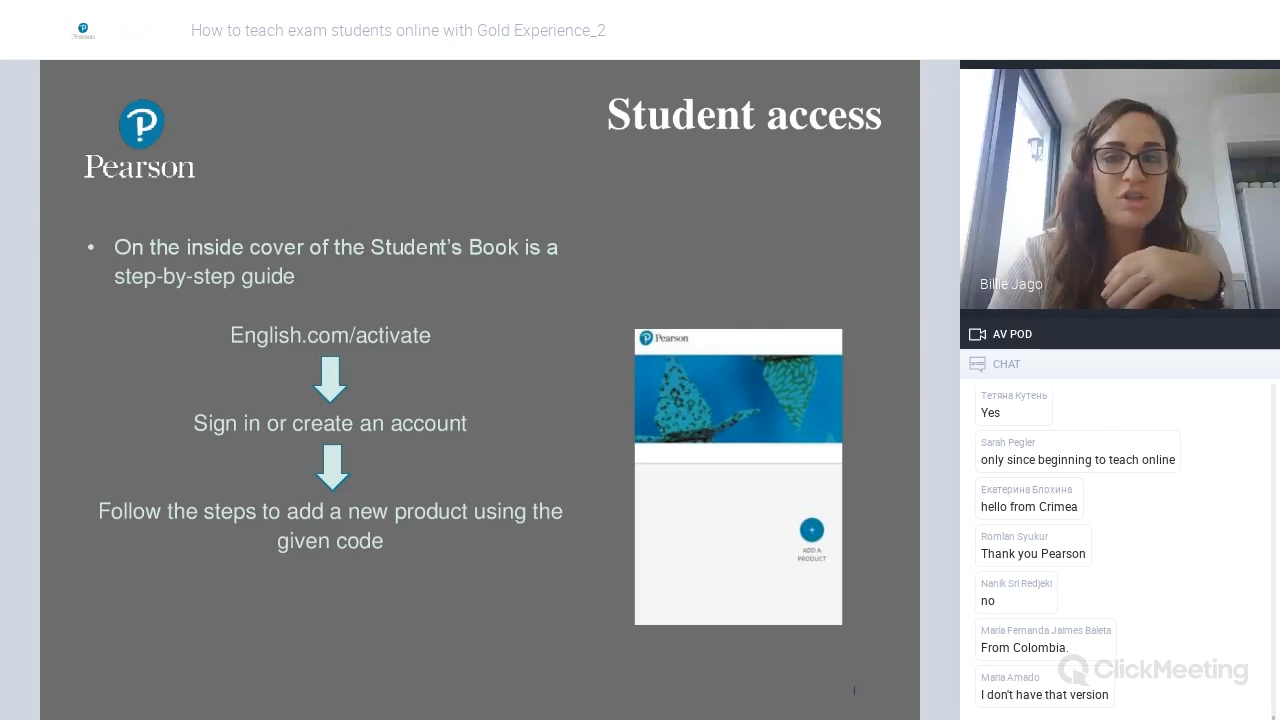 Pearson
How to teach exam students online with Gold Experience_2
Pearson
Student access
• On the inside cover of the Student's Book is a
step-by-step guide
English.com/activate
Sign in or create an account
Follow the steps to add a new product using the
given code
Pearson
ADD A
PRODUCT
Billie Jago
AV POD
CHAT
Тетяна Кутень
Yes
Sarah Pegler
only since beginning to teach online
Екатерина Блохина
hello from Crimea
Romian Syukur
Thank you Pearson
Nanik Sri Redjeki
no
Maria Fernanda Jaimes Baleta
From Colombia.
Maria Amado
I don't have that version
ClickMeeting